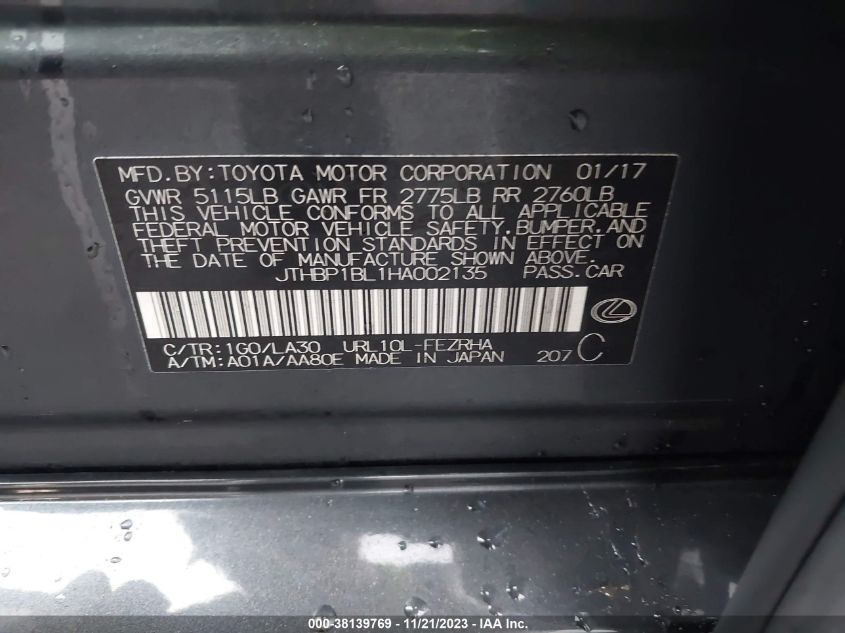 MFD.BY:TOYOTA MOTOR CORPORATION 01/17
GVWR 5115LB GAWR FR 2775LB RR 2760LB
THIS VEHICLE CONFORMS TO ALL APPLICABLE
FEDERAL MOTOR VEHICLE SAFETY,BUMPER,AND
THEFT PREVENTION STANDARDS IN EFFECT ON
THE DATE OF MANUFACTURE SHOWN ABOVE.
JTHBP1BL1HA002135 PASS.CAR
C/TR:1G0/LA30 URL10L-FEZRHA
A/TM:A01A/AA80E MADE IN JAPAN 207 C
000-38139769 - 11/21/2023 - IAA Inc.